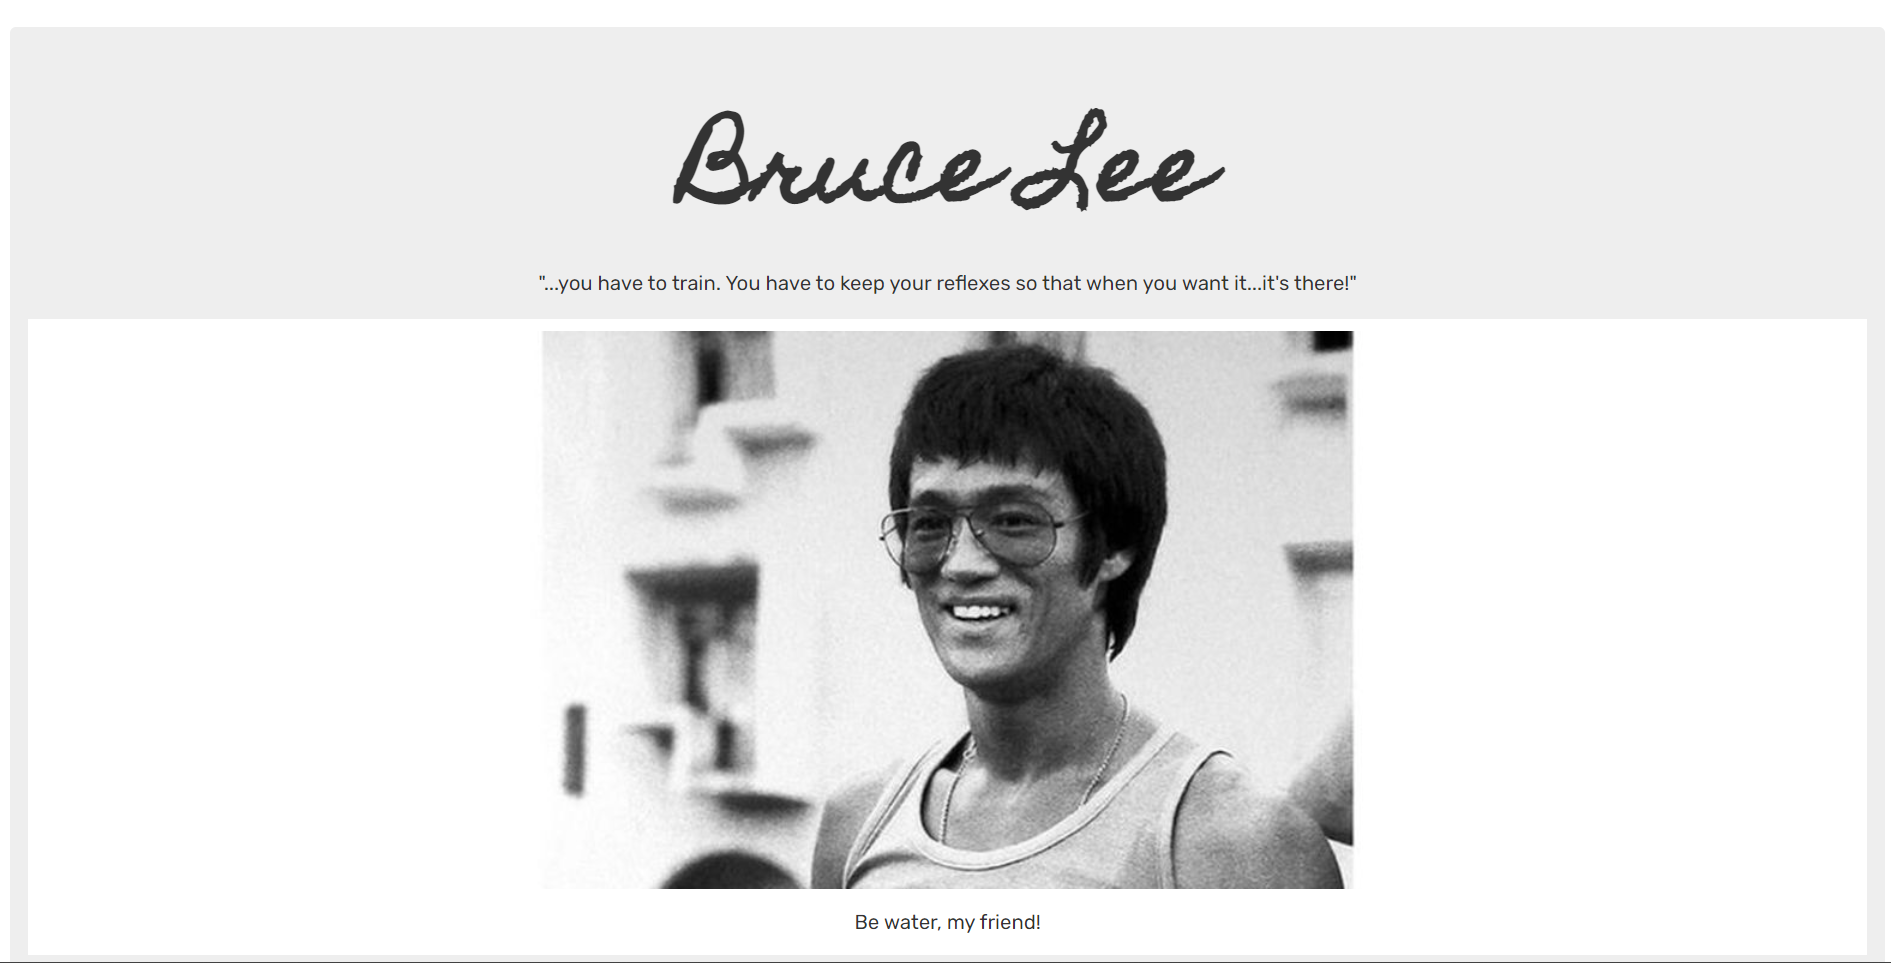 Bruce Lee
"...you have to train. You have to keep your reflexes so that when you want it...it's there!"
Be water, my friend!